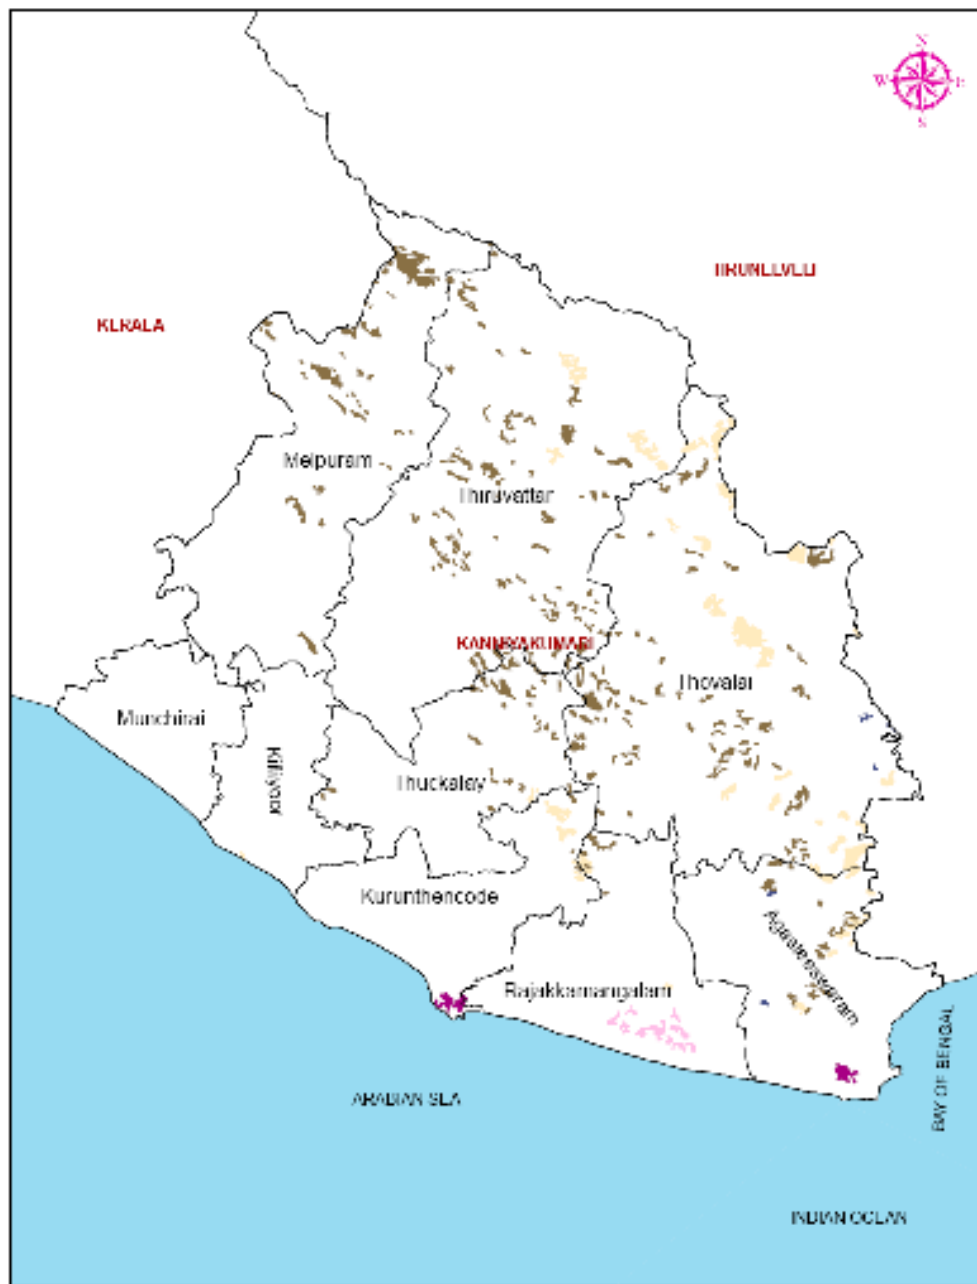 N
W
E
S
TIRUNELVELI
KERALA
Melpuram
Thiruvattar
KANNIYAKUMARI
Thovalai
Munchirai
Killiyoor
Thuckalay
Kurunthencode
Agastheeswaram
Rajakkamangalam
BAY OF BENGAL
ARABIAN SEA
INDIAN OCEAN